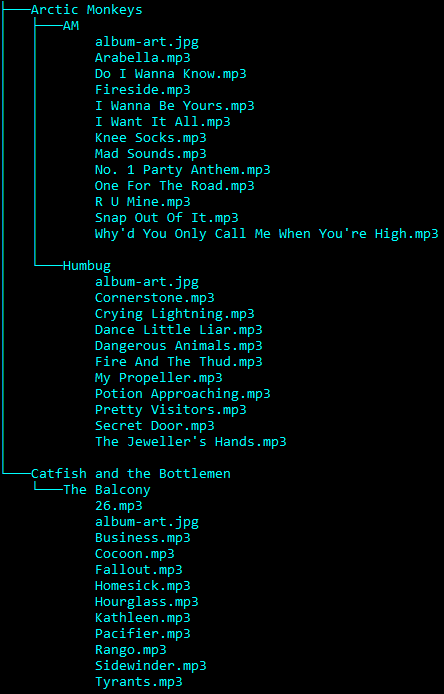 Arctic Monkeys
AM
album-art.jpg
Arabella.mp3
Do I Wanna Know.mp3
Fireside.mp3
I Wanna Be Yours.mp3
I Want It All.mp3
Knee Socks.mp3
Mad Sounds.mp3
No. 1 Party Anthem.mp3
One For The Road.mp3
R U Mine.mp3
Snap Out Of It.mp3
Why'd You Only Call Me When You're High.mp3
Humbug
album-art.jpg
Cornerstone.mp3
Crying Lightning.mp3
Dance Little Liar.mp3
Dangerous Animals.mp3
Fire And The Thud.mp3
My Propeller.mp3
Potion Approaching.mp3
Pretty Visitors.mp3
Secret Door.mp3
The Jeweller's Hands.mp3
Catfish and the Bottlemen
The Balcony
26.mp3
album-art.jpg
Business.mp3
Cocoon.mp3
Fallout.mp3
Homesick.mp3
Hourglass.mp3
Kathleen.mp3
Pacifier.mp3
Rango.mp3
Sidewinder.mp3
Tyrants.mp3